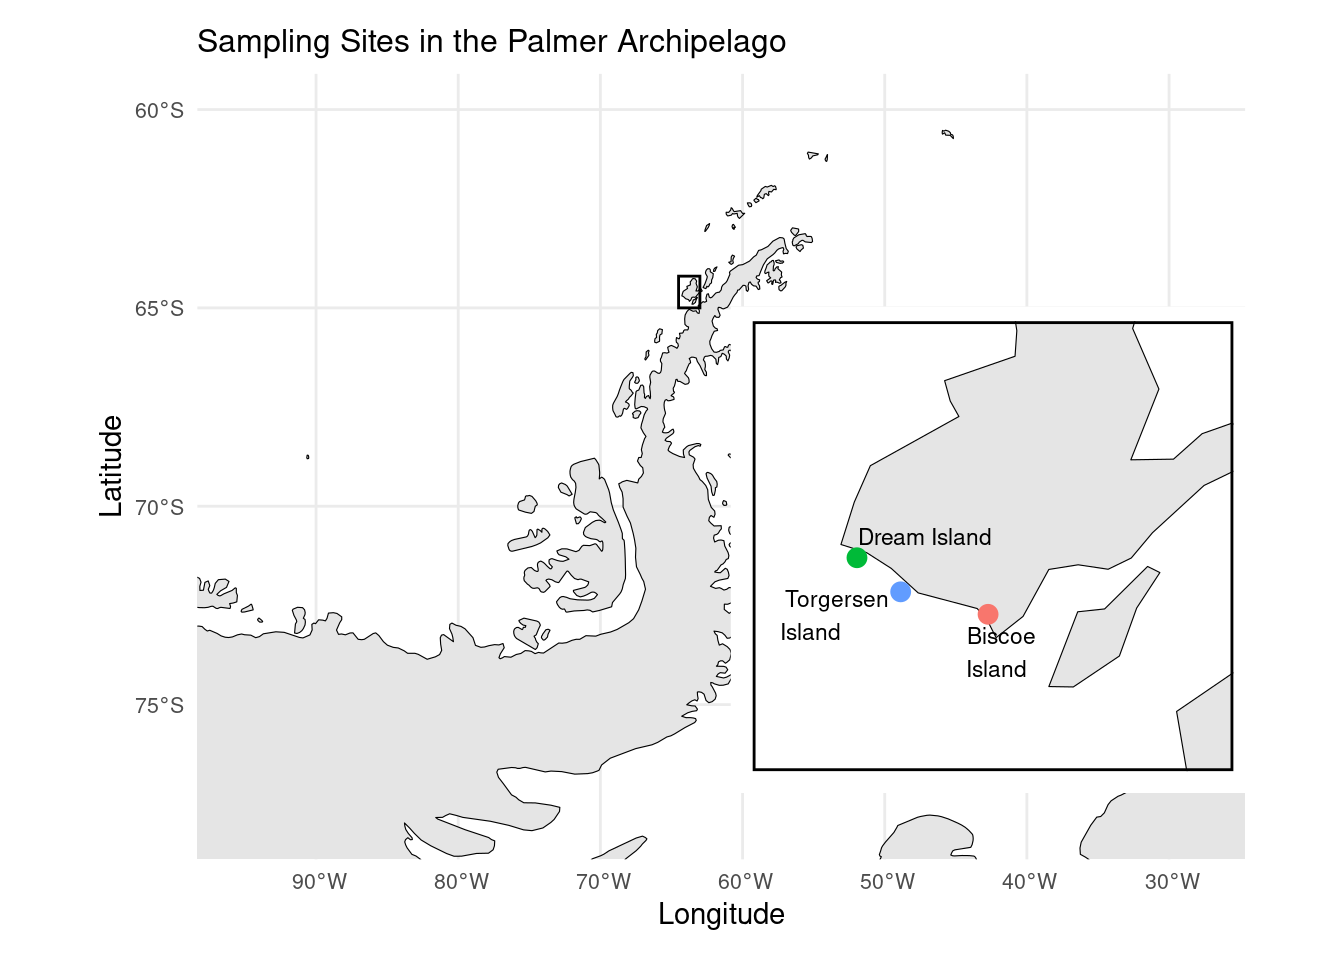 Sampling Sites in the Palmer Archipelago
60°S
65°S
70°S
75°S
Latitude
Dream Island
Torgersen
Island
Biscoe
Island
90°W
80°W
70°W
60°W
50°W
40°W
30°W
Longitude